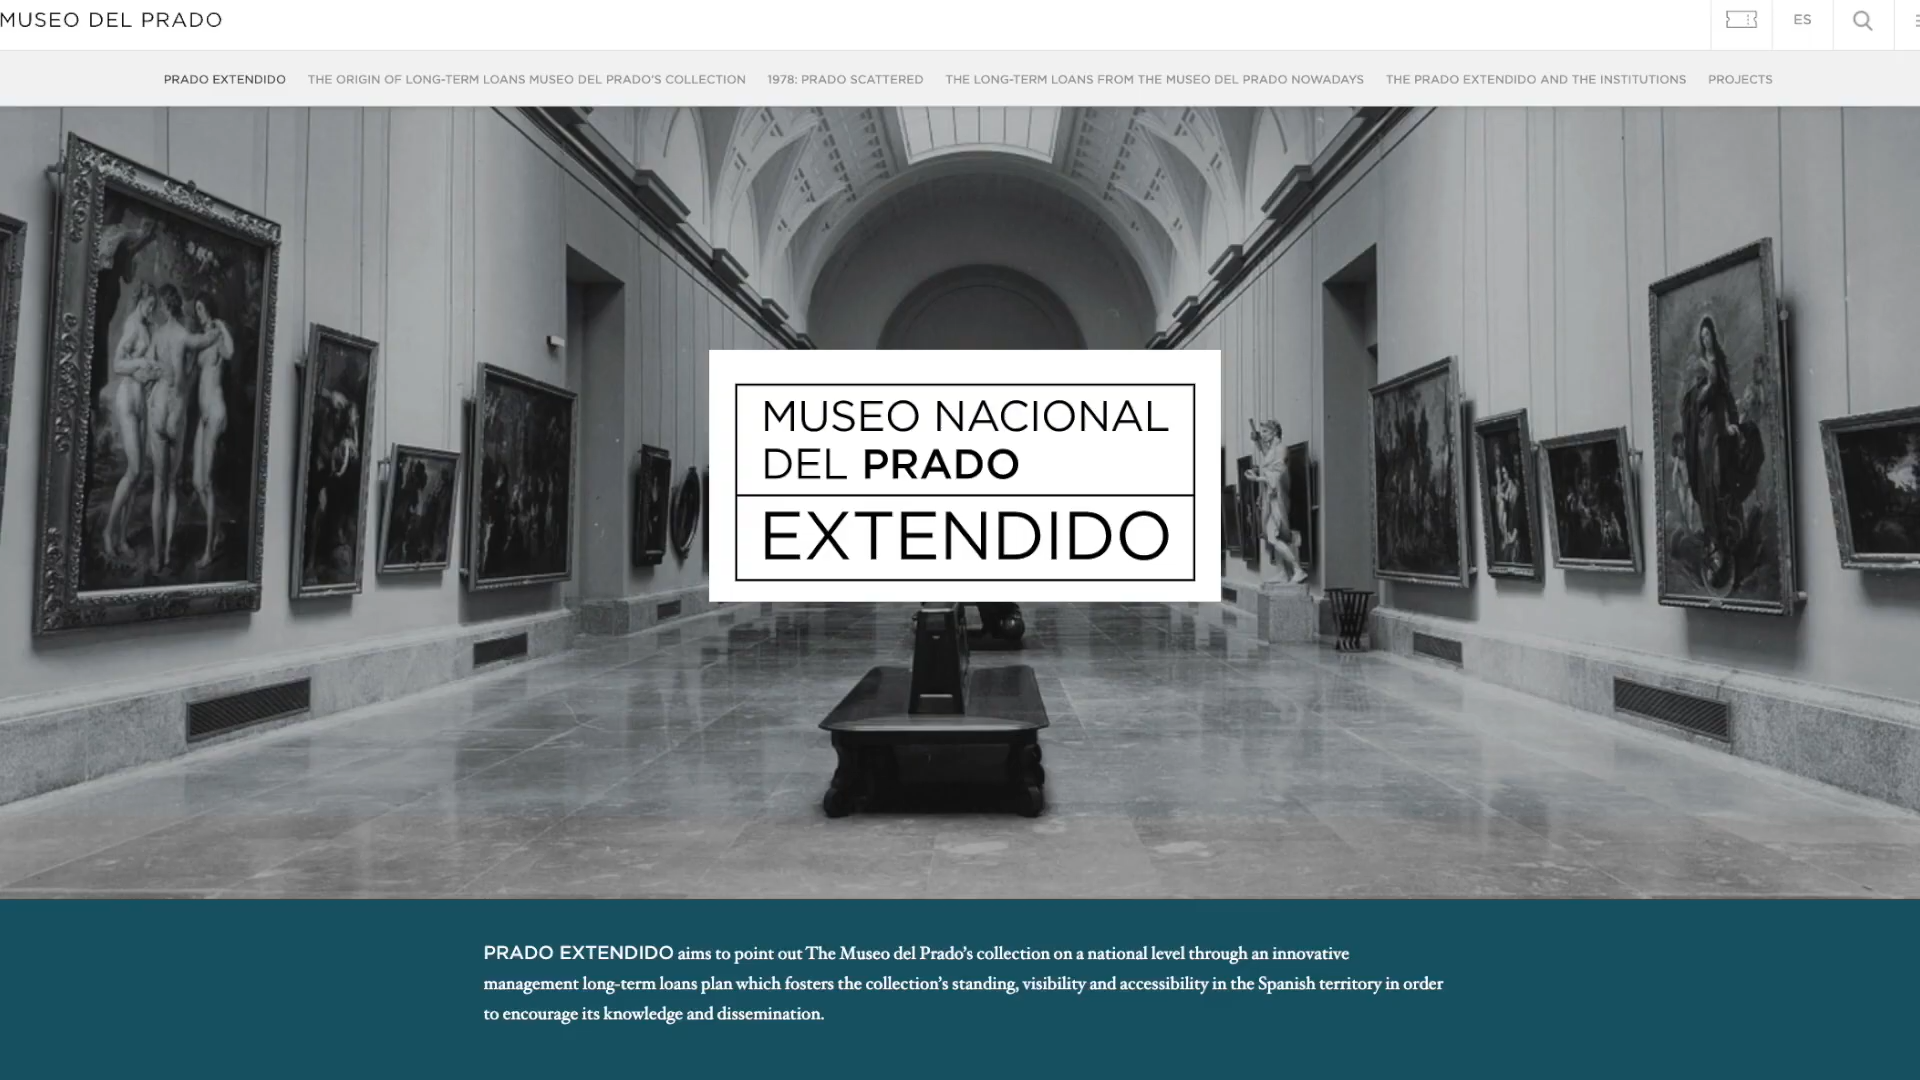 MUSEO DEL PRADO
ES
PRADO EXTENDIDO
THE ORIGIN OF LONG-TERM LOANS MUSEO DEL PRADO'S COLLECTION
1978: PRADO SCATTERED
THE LONG-TERM LOANS FROM THE MUSEO DEL PRADO NOWADAYS
THE PRADO EXTENDIDO AND THE INSTITUTIONS
PROJECTS
MUSEO NACIONAL
DEL PRADO
EXTENDIDO
PRADO EXTENDIDO aims to point out The Museo del Prado's collection on a national level through an innovative
management long-term loans plan which fosters the collection's standing, visibility and accessibility in the Spanish territory in order
to encourage its knowledge and dissemination.